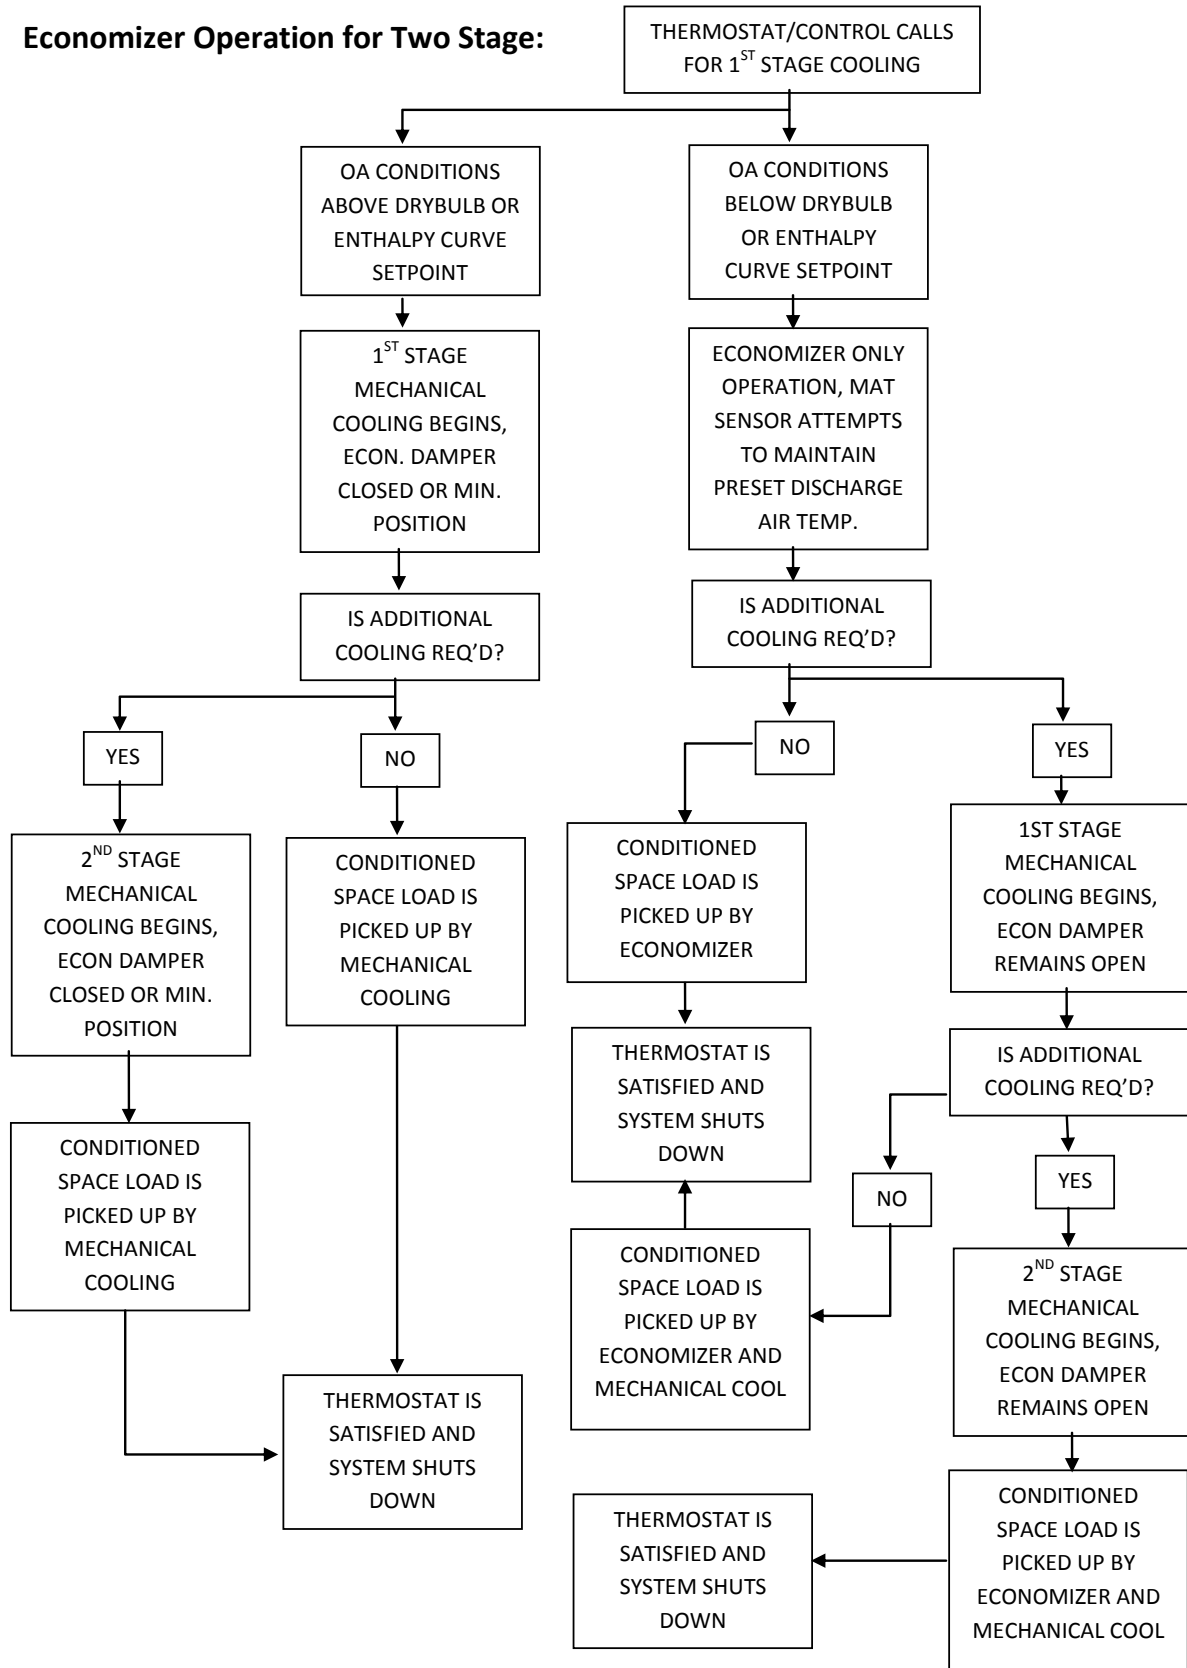 Economizer Operation for Two Stage:
THERMOSTAT/CONTROL CALLS
FOR 1ST STAGE COOLING
OA CONDITIONS
ABOVE DRYBULB OR
ENTHALPY CURVE
SETPOINT
OA CONDITIONS
BELOW DRYBULB
OR ENTHALPY
CURVE SETPOINT
1ST STAGE
MECHANICAL
COOLING BEGINS,
ECON. DAMPER
CLOSED OR MIN.
POSITION
ECONOMIZER ONLY
OPERATION, MAT
SENSOR ATTEMPTS
TO MAINTAIN
PRESET DISCHARGE
AIR TEMP.
IS ADDITIONAL
COOLING REQ’D?
IS ADDITIONAL
COOLING REQ’D?
YES
NO
NO
YES
2ND STAGE
MECHANICAL
COOLING BEGINS,
ECON DAMPER
CLOSED OR MIN.
POSITION
CONDITIONED
SPACE LOAD IS
PICKED UP BY
MECHANICAL
COOLING
CONDITIONED
SPACE LOAD IS
PICKED UP BY
ECONOMIZER
1ST STAGE
MECHANICAL
COOLING BEGINS,
ECON DAMPER
REMAINS OPEN
THERMOSTAT IS
SATISFIED AND
SYSTEM SHUTS
DOWN
IS ADDITIONAL
COOLING REQ’D?
CONDITIONED
SPACE LOAD IS
PICKED UP BY
MECHANICAL
COOLING
NO
YES
CONDITIONED
SPACE LOAD IS
PICKED UP BY
ECONOMIZER AND
MECHANICAL COOL
2ND STAGE
MECHANICAL
COOLING BEGINS,
ECON DAMPER
REMAINS OPEN
THERMOSTAT IS
SATISFIED AND
SYSTEM SHUTS
DOWN
THERMOSTAT IS
SATISFIED AND
SYSTEM SHUTS
DOWN
CONDITIONED
SPACE LOAD IS
PICKED UP BY
ECONOMIZER AND
MECHANICAL COOL